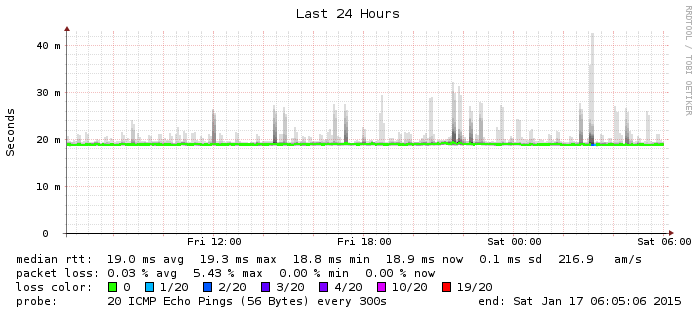 Last 24 Hours
RRDTOOL / TOBI OETIKER
Seconds
40 m
30 m
20 m
10 m
0
Fri 12:00 Fri 18:00 Sat 00:00 Sat 06:00
median rtt: 19.0 ms avg 19.3 ms max 18.8 ms min 18.9 ms now 0.1 ms sd 216.9 am/s
packet loss: 0.03 % avg 5.43 % max 0.00 % min 0.00 % now
loss color: 0 1/20 2/20 3/20 4/20 10/20 19/20
probe: 20 ICMP Echo Pings (56 Bytes) every 300s end: Sat Jan 17 06:05:06 2015